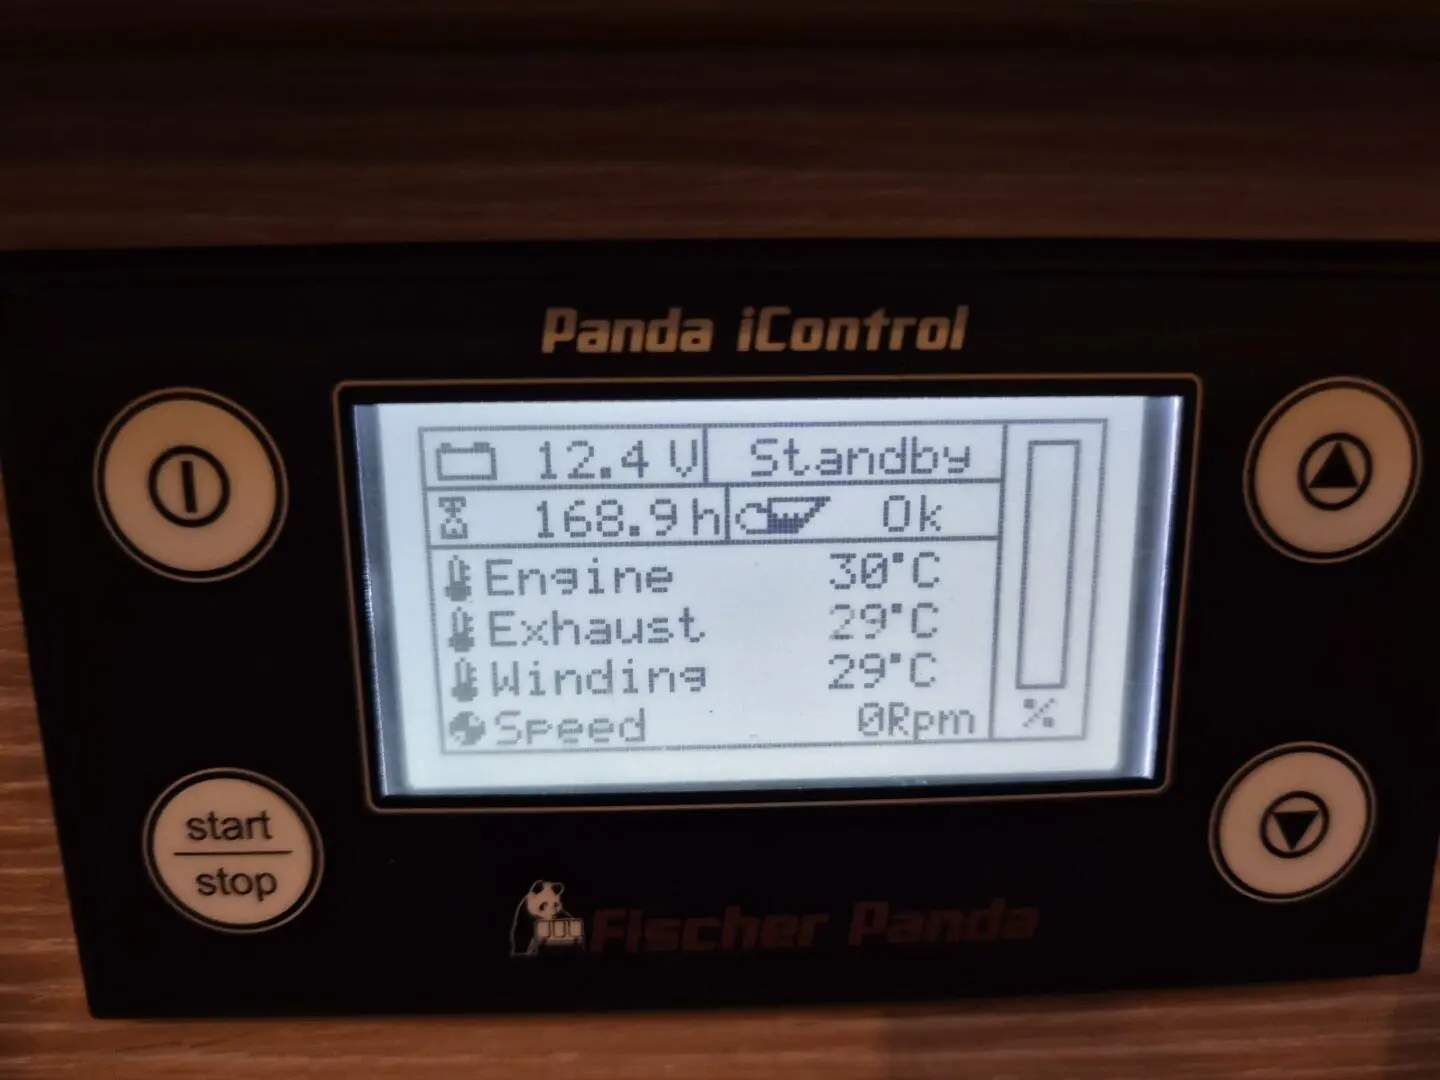 Panda iControl
12.4 V Standby
168.9 h Ok
Engine 30°C
Exhaust 29°C
Winding 29°C
Speed 0Rpm
%
start
stop
Fischer Panda